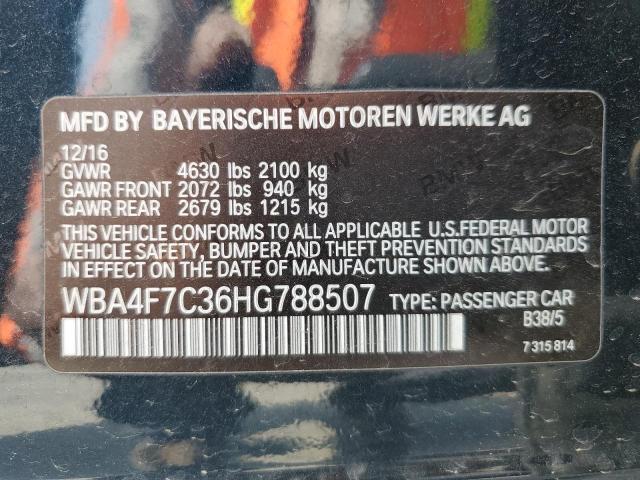 MFD BY BAYERISCHE MOTOREN WERKE AG
12/16
GVWR 4630 lbs 2100 kg
GAWR FRONT 2072 lbs 940 kg
GAWR REAR 2679 lbs 1215 kg
THIS VEHICLE CONFORMS TO ALL APPLICABLE U.S.FEDERAL MOTOR
VEHICLE SAFETY, BUMPER AND THEFT PREVENTION STANDARDS
IN EFFECT ON THE DATE OF MANUFACTURE SHOWN ABOVE.
WBA4F7C36HG788507 TYPE: PASSENGER CAR
B38/5
7 315 814